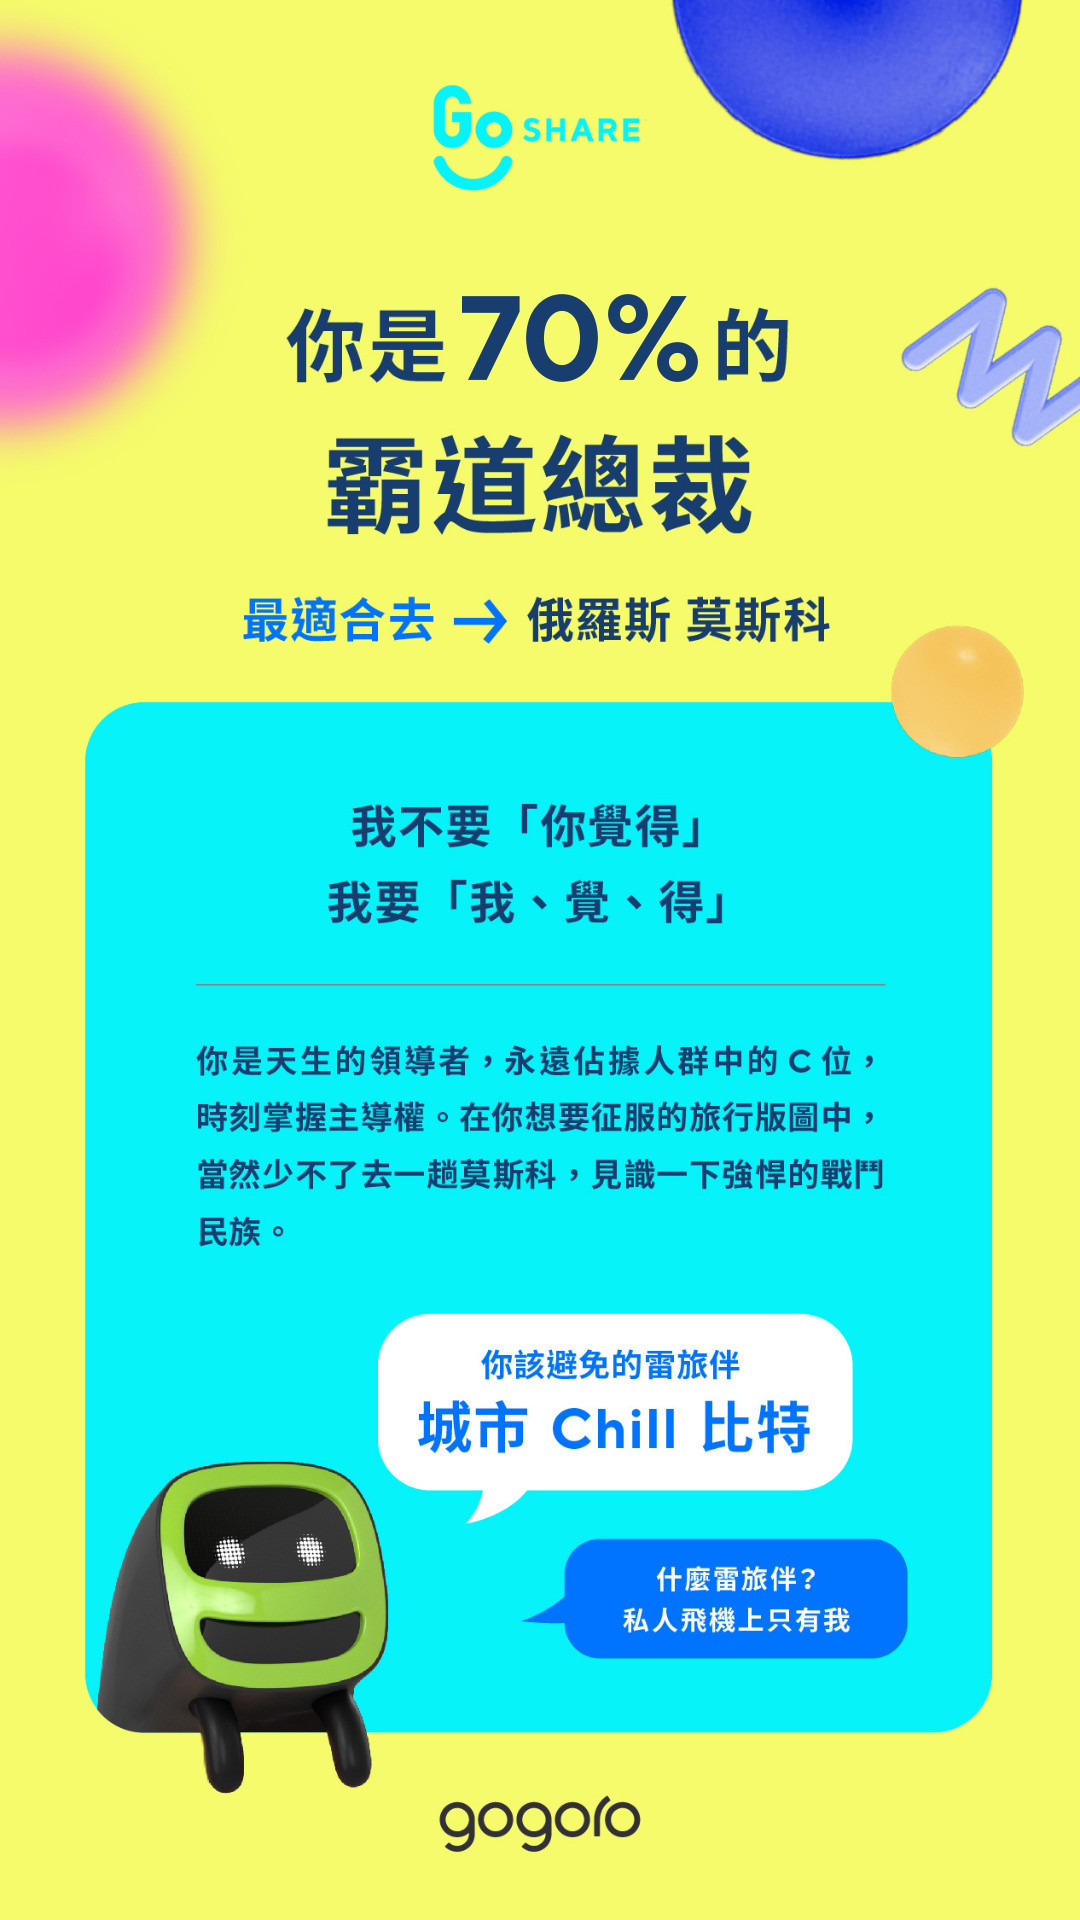 Go SHARE
你是70%的
霸道總裁
最適合去 → 俄羅斯 莫斯科
我不要「你覺得」
我要「我、覺、得」
你是天生的領導者，永遠佔據人群中的 C 位，
時刻掌握主導權。在你想要征服的旅行版圖中，
當然少不了去一趟莫斯科，見識一下強悍的戰鬥
民族。
你該避免的雷旅伴
城市 Chill 比特
什麼雷旅伴?
私人飛機上只有我
gogoro